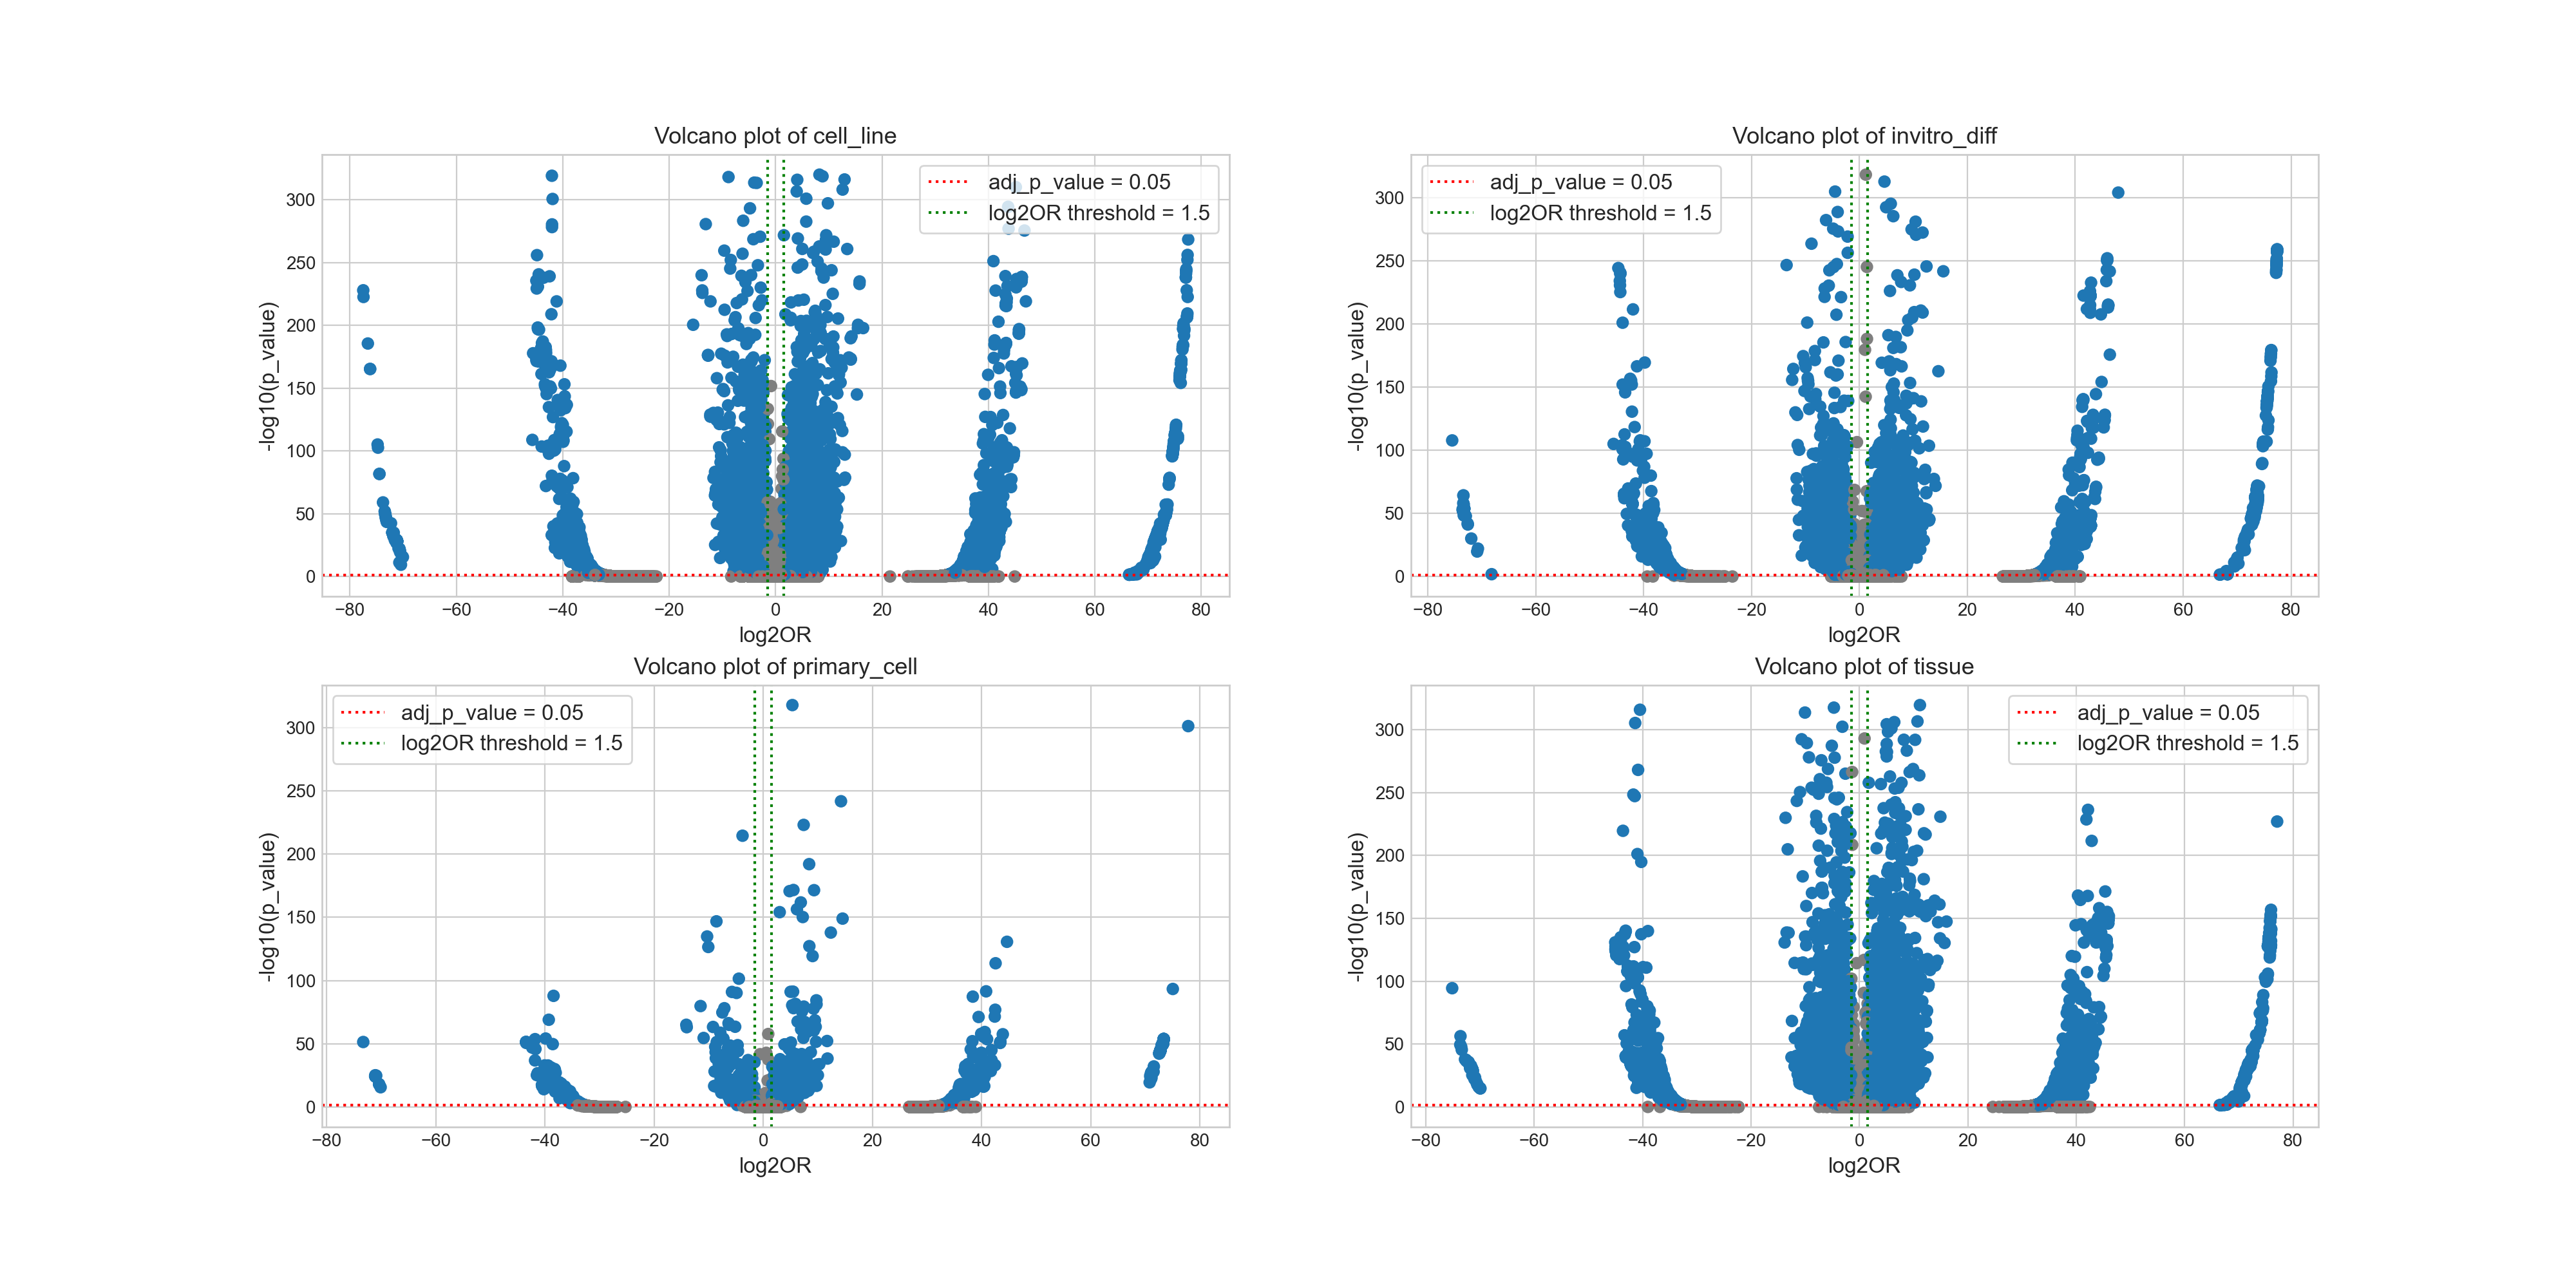 Volcano plot of cell_line
adj_p_value = 0.05
log2OR threshold = 1.5
-log10(p_value)
300
250
200
150
100
50
0
−80 −60 −40 −20 0 20 40 60 80
log2OR
Volcano plot of invitro_diff
adj_p_value = 0.05
log2OR threshold = 1.5
-log10(p_value)
300
250
200
150
100
50
0
−80 −60 −40 −20 0 20 40 60 80
log2OR
Volcano plot of primary_cell
adj_p_value = 0.05
log2OR threshold = 1.5
-log10(p_value)
300
250
200
150
100
50
0
−80 −60 −40 −20 0 20 40 60 80
log2OR
Volcano plot of tissue
adj_p_value = 0.05
log2OR threshold = 1.5
-log10(p_value)
300
250
200
150
100
50
0
−80 −60 −40 −20 0 20 40 60 80
log2OR